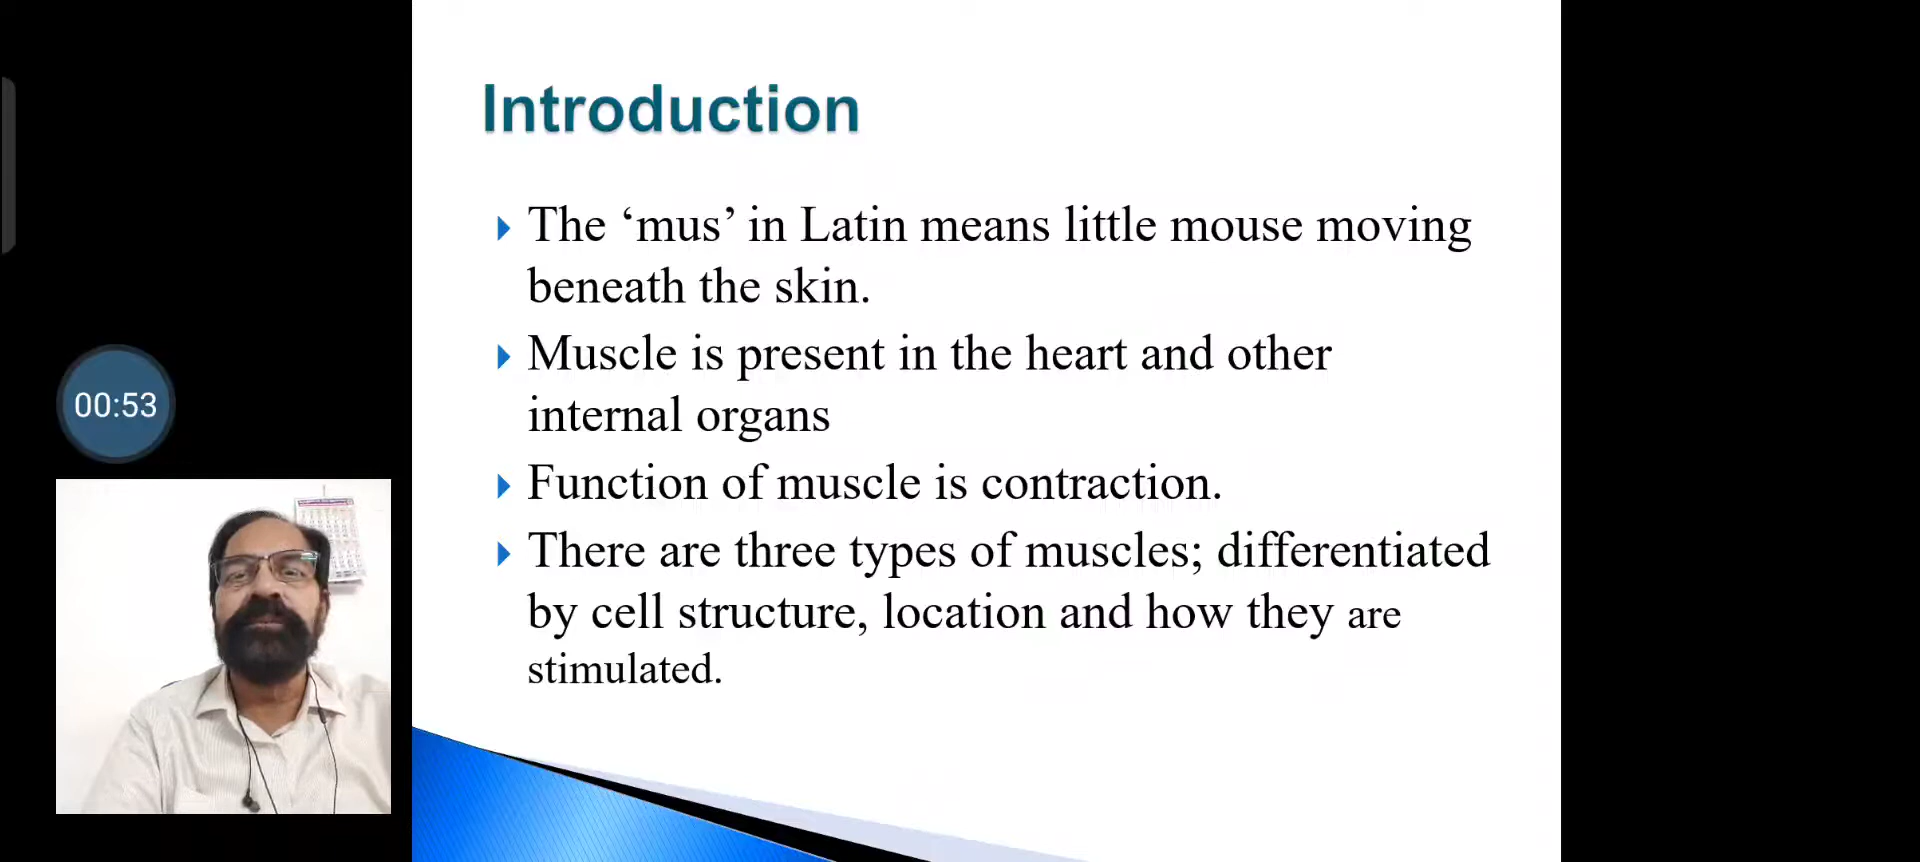 Introduction
The ‘mus’ in Latin means little mouse moving
beneath the skin.
Muscle is present in the heart and other
internal organs
Function of muscle is contraction.
There are three types of muscles; differentiated
by cell structure, location and how they are
stimulated.
00:53